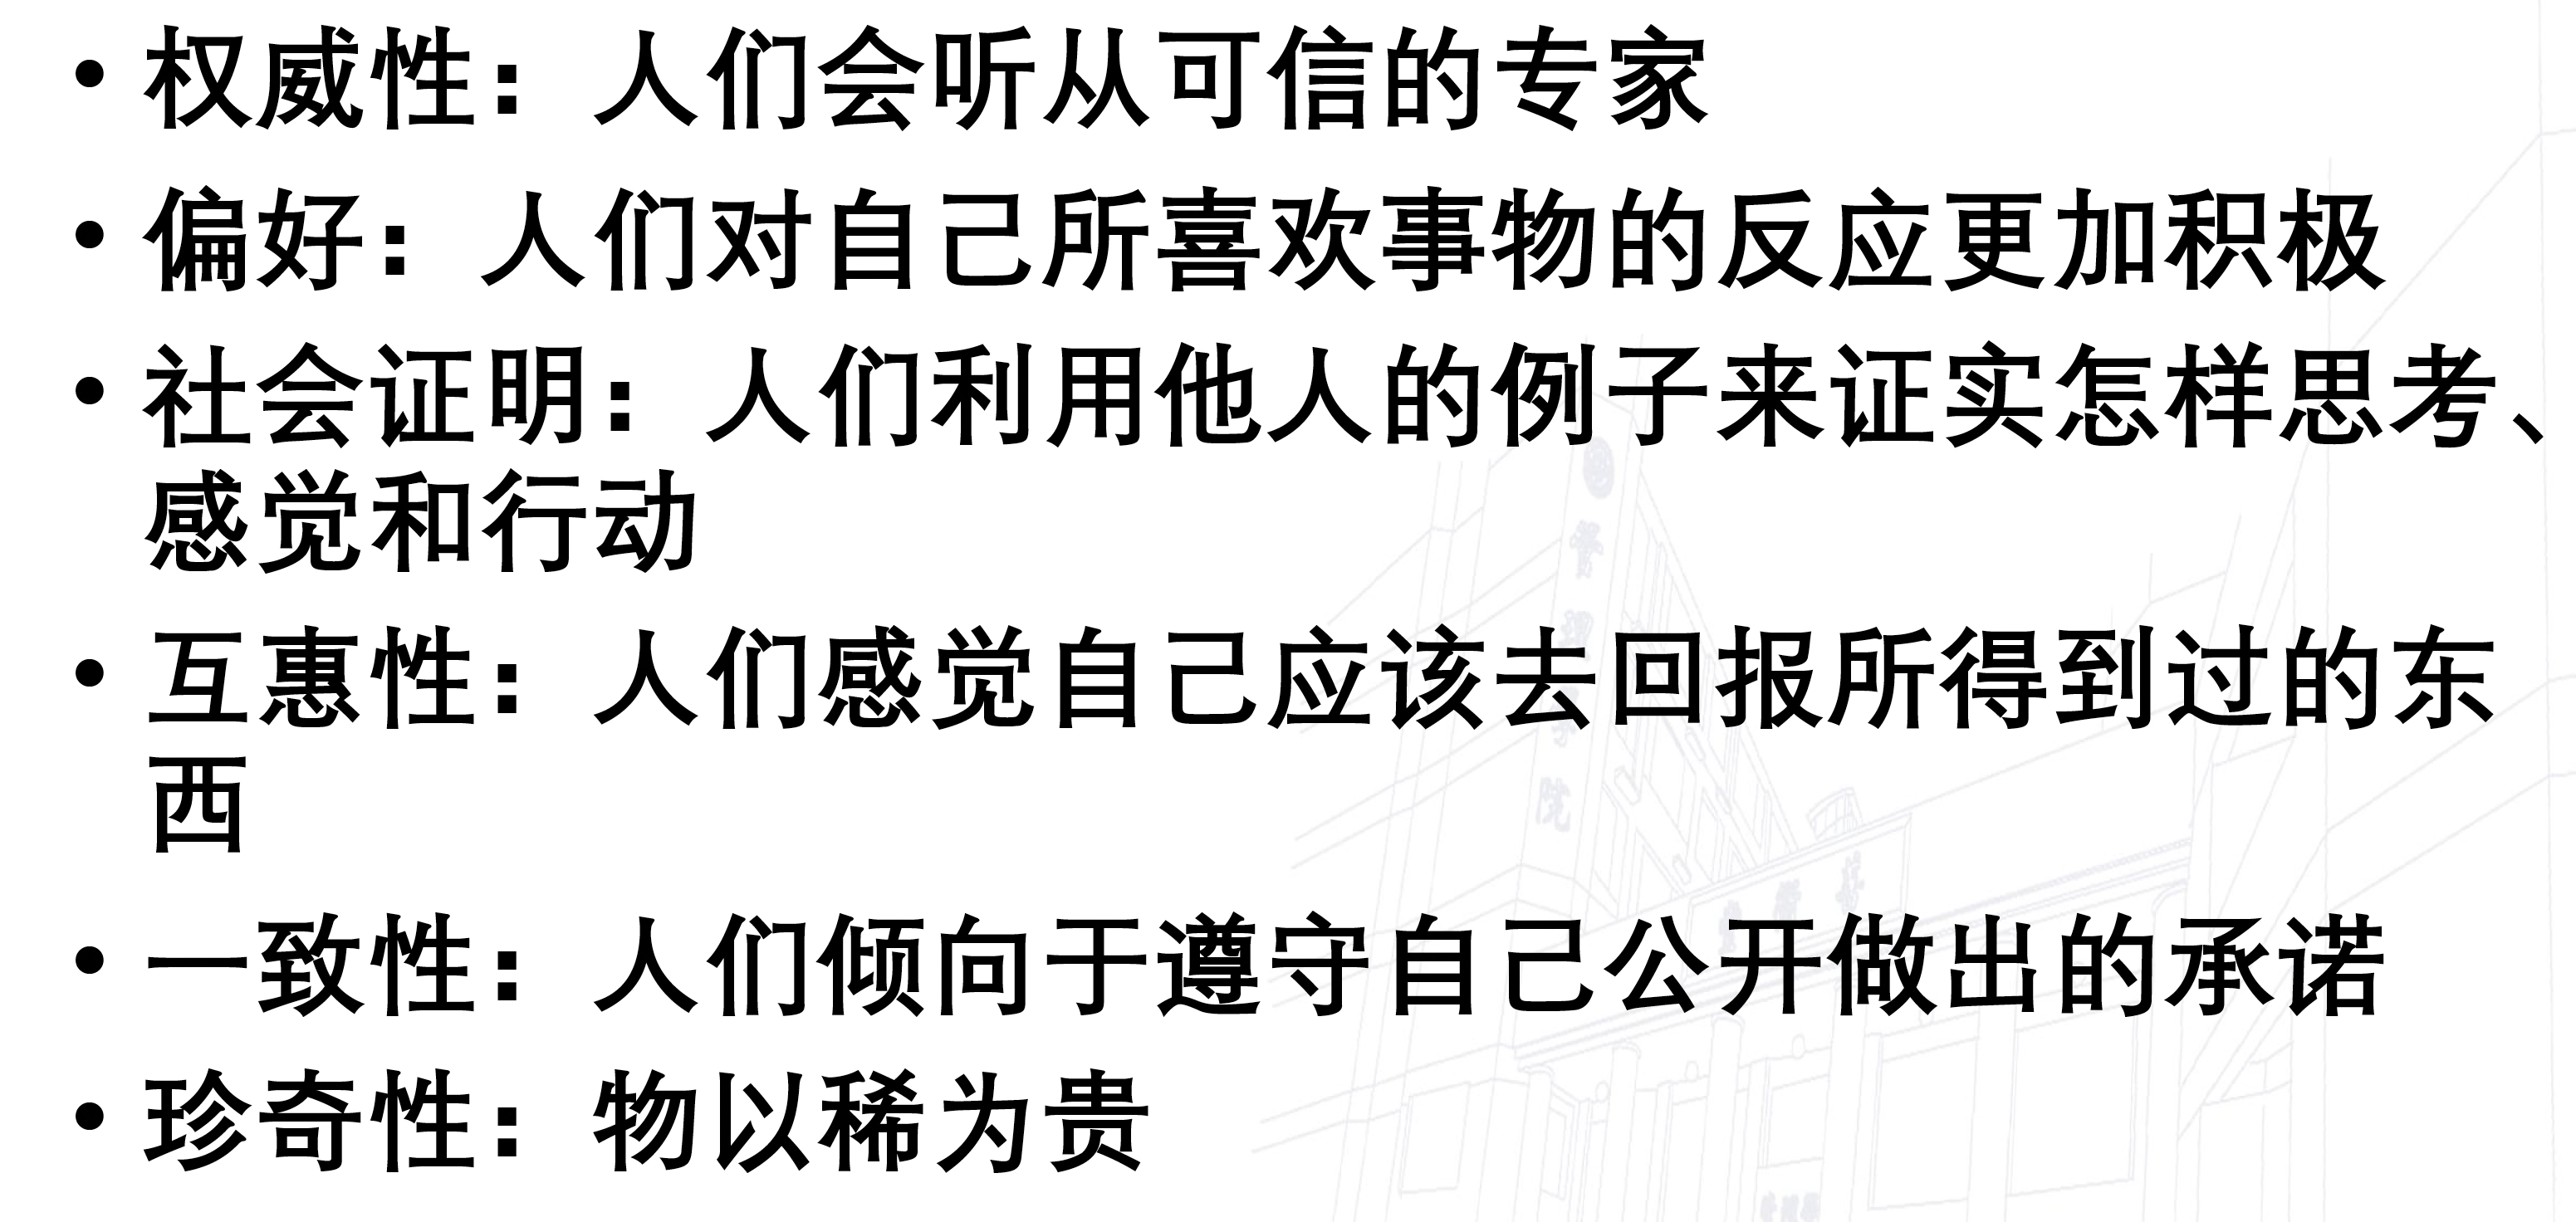 • 权威性：人们会听从可信的专家
• 偏好：人们对自己所喜欢事物的反应更加积极
• 社会证明：人们利用他人的例子来证实怎样思考、
感觉和行动
• 互惠性：人们感觉自己应该去回报所得到过的东
西
• 一致性：人们倾向于遵守自己公开做出的承诺
• 珍奇性：物以稀为贵
管理学院